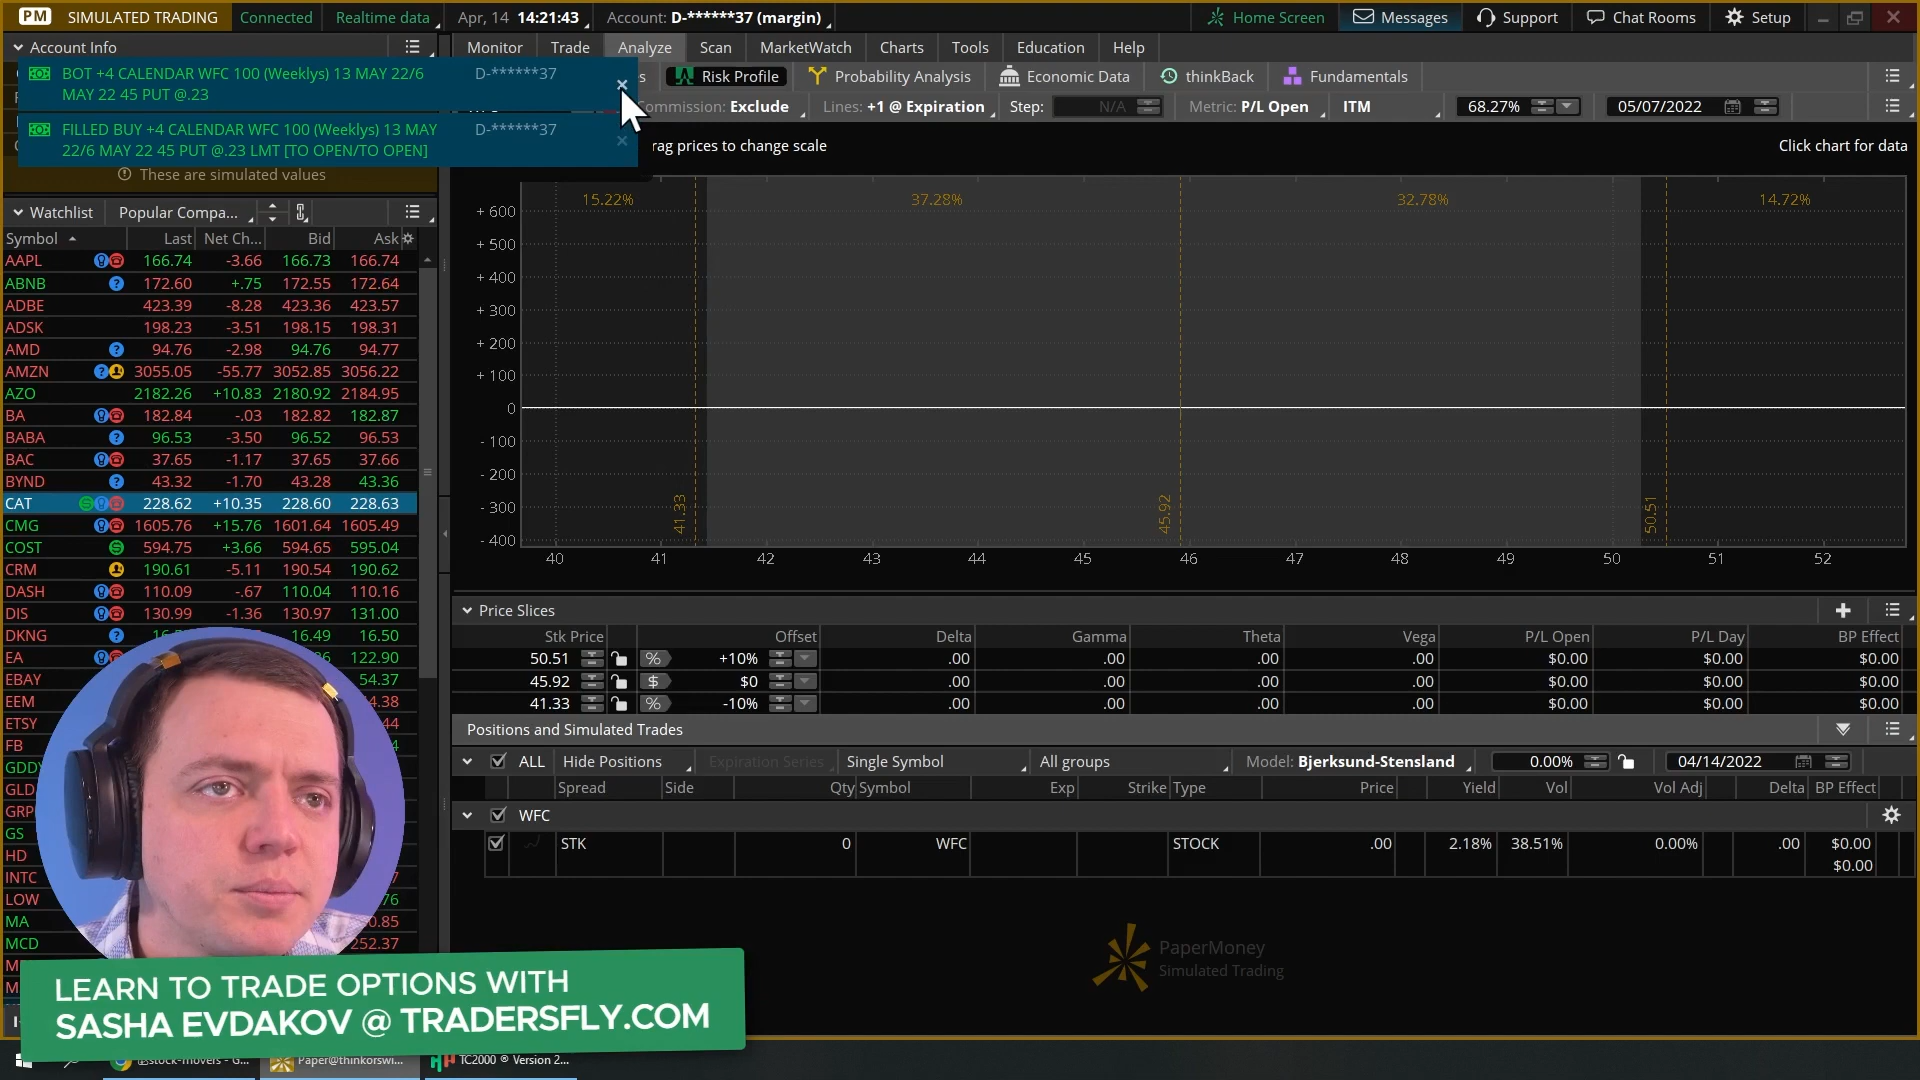 PM SIMULATED TRADING Connected Realtime data Apr, 14 14:21:43 Account: D-******37 (margin) Home Screen Messages Support Chat Rooms Setup
Account Info
Monitor Trade Analyze Scan MarketWatch Charts Tools Education Help
BOT +4 CALENDAR WFC 100 (Weeklys) 13 MAY 22/6 MAY 22 45 PUT @.23 D-******37
Risk Profile Probability Analysis Economic Data thinkBack Fundamentals
Commission: Exclude Lines: +1 @ Expiration Step: N/A Metric: P/L Open ITM 68.27% 05/07/2022
FILLED BUY +4 CALENDAR WFC 100 (Weeklys) 13 MAY 22/6 MAY 22 45 PUT @.23 LMT [TO OPEN/TO OPEN] D-******37
rag prices to change scale Click chart for data
These are simulated values
Watchlist Popular Compa...
Symbol Last Net Ch... Bid Ask
AAPL 166.74 -3.66 166.73 166.74
ABNB 172.60 +.75 172.55 172.64
ADBE 423.39 -8.28 423.36 423.57
ADSK 198.23 -3.51 198.15 198.31
AMD 94.76 -2.98 94.76 94.77
AMZN 3055.05 -55.77 3052.85 3056.22
AZO 2182.26 +10.83 2180.92 2184.95
BA 182.84 -.03 182.82 182.87
BABA 96.53 -3.50 96.52 96.53
BAC 37.65 -1.17 37.65 37.66
BYND 43.32 -1.70 43.28 43.36
CAT 228.62 +10.35 228.60 228.63
CMG 1605.76 +15.76 1601.64 1605.49
COST 594.75 +3.66 594.65 595.04
CRM 190.61 -5.11 190.54 190.62
DASH 110.09 -.67 110.04 110.16
DIS 130.99 -1.36 130.97 131.00
DKNG 16.49 16.50
EA 122.90
EBAY 54.37
EEM
ETSY
FB
GDD
GLD
GRP
GS
HD
INTC
LOW
MA
MCD 252.37
15.22% 37.28% 32.78% 14.72%
+ 600
+ 500
+ 400
+ 300
+ 200
+ 100
0
- 100
- 200
- 300
- 400
41.33 45.92 50.51
40 41 42 43 44 45 46 47 48 49 50 51 52
Price Slices
Stk Price Offset Delta Gamma Theta Vega P/L Open P/L Day BP Effect
50.51 % +10% .00 .00 .00 .00 $0.00 $0.00 $0.00
45.92 $ $0 .00 .00 .00 .00 $0.00 $0.00 $0.00
41.33 % -10% .00 .00 .00 .00 $0.00 $0.00 $0.00
Positions and Simulated Trades
ALL Hide Positions Expiration Series Single Symbol All groups Model: Bjerksund-Stensland 0.00% 04/14/2022
Spread Side Qty Symbol Exp Strike Type Price Yield Vol Vol Adj Delta BP Effect
WFC
STK 0 WFC STOCK .00 2.18% 38.51% 0.00% .00 $0.00
$0.00
PaperMoney
Simulated Trading
LEARN TO TRADE OPTIONS WITH
SASHA EVDAKOV @ TRADERSFLY.COM
Paper@thinkorswi... TC2000 ® Version 2...